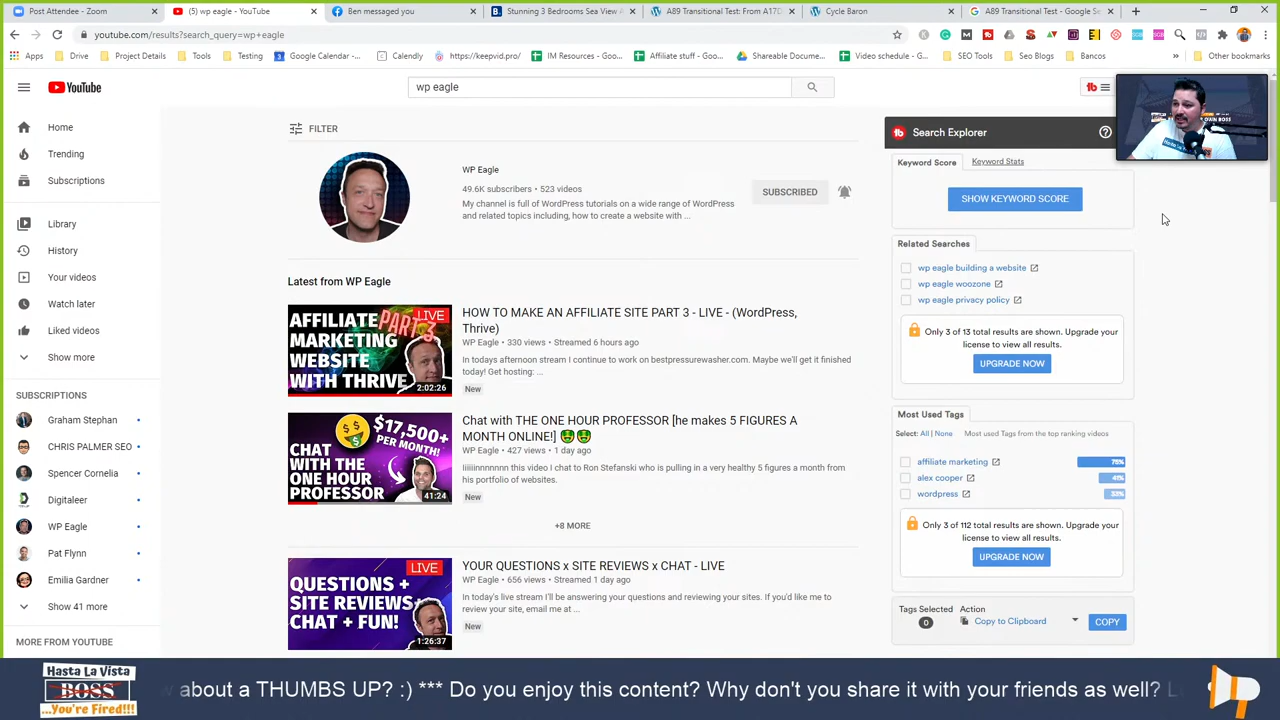 Post Attendee - Zoom
(5) wp eagle - YouTube
Ben messaged you
Stunning 3 Bedrooms Sea View A
A89 Transitional Test: From A17D
Cycle Baron
A89 Transitional Test - Google Se
youtube.com/results?search_query=wp+eagle
Apps
Drive
Project Details
Tools
Testing
Google Calendar -...
Calendly
https://keepvid.pro/
IM Resources - Goo...
Affiliate stuff - Goo...
Shareable Docume...
Video schedule - G...
SEO Tools
Seo Blogs
Bancos
»
Other bookmarks
YouTube
wp eagle
Home
Trending
Subscriptions
Library
History
Your videos
Watch later
Liked videos
Show more
SUBSCRIPTIONS
Graham Stephan
CHRIS PALMER SEO
Spencer Cornelia
Digitaleer
WP Eagle
Pat Flynn
Emilia Gardner
Show 41 more
MORE FROM YOUTUBE
FILTER
WP Eagle
49.6K subscribers • 523 videos
My channel is full of WordPress tutorials on a wide range of WordPress
and related topics including, how to create a website with ...
SUBSCRIBED
Latest from WP Eagle
LIVE
AFFILIATE PART 3
MARKETING
WEBSITE
WITH THRIVE
2:02:26
HOW TO MAKE AN AFFILIATE SITE PART 3 - LIVE - (WordPress,
Thrive)
WP Eagle • 330 views • Streamed 6 hours ago
In todays afternoon stream I continue to work on bestpressurewasher.com. Maybe we'll get it finished
today! Get hosting: ...
New
$17,500+
PER MONTH!
CHAT
WITH THE
ONE HOUR
PROFESSOR
41:24
Chat with THE ONE HOUR PROFESSOR [he makes 5 FIGURES A
MONTH ONLINE!] 🤑🤑
WP Eagle • 427 views • 1 day ago
Iiiiiinnnnnnn this video I chat to Ron Stefanski who is pulling in a very healthy 5 figures a month from
his portfolio of websites.
New
+8 MORE
LIVE
QUESTIONS +
SITE REVIEWS +
CHAT + FUN!
1:26:37
YOUR QUESTIONS x SITE REVIEWS x CHAT - LIVE
WP Eagle • 656 views • Streamed 1 day ago
In today's live stream I'll be answering your questions and reviewing your sites. If you'd like me to
review your site, email me at ...
New
tb
tb Search Explorer
Keyword Score
Keyword Stats
SHOW KEYWORD SCORE
Related Searches
wp eagle building a website
wp eagle woozone
wp eagle privacy policy
Only 3 of 13 total results are shown. Upgrade your
license to view all results.
UPGRADE NOW
Most Used Tags
Select: All | None
Most used Tags from the top ranking videos
affiliate marketing
75%
alex cooper
41%
wordpress
33%
Only 3 of 112 total results are shown. Upgrade your
license to view all results.
UPGRADE NOW
Tags Selected
0
Action
Copy to Clipboard
COPY
Hasta La Vista
BOSS
...You're Fired!!!
about a THUMBS UP? :) *** Do you enjoy this content? Why don't you share it with your friends as well?